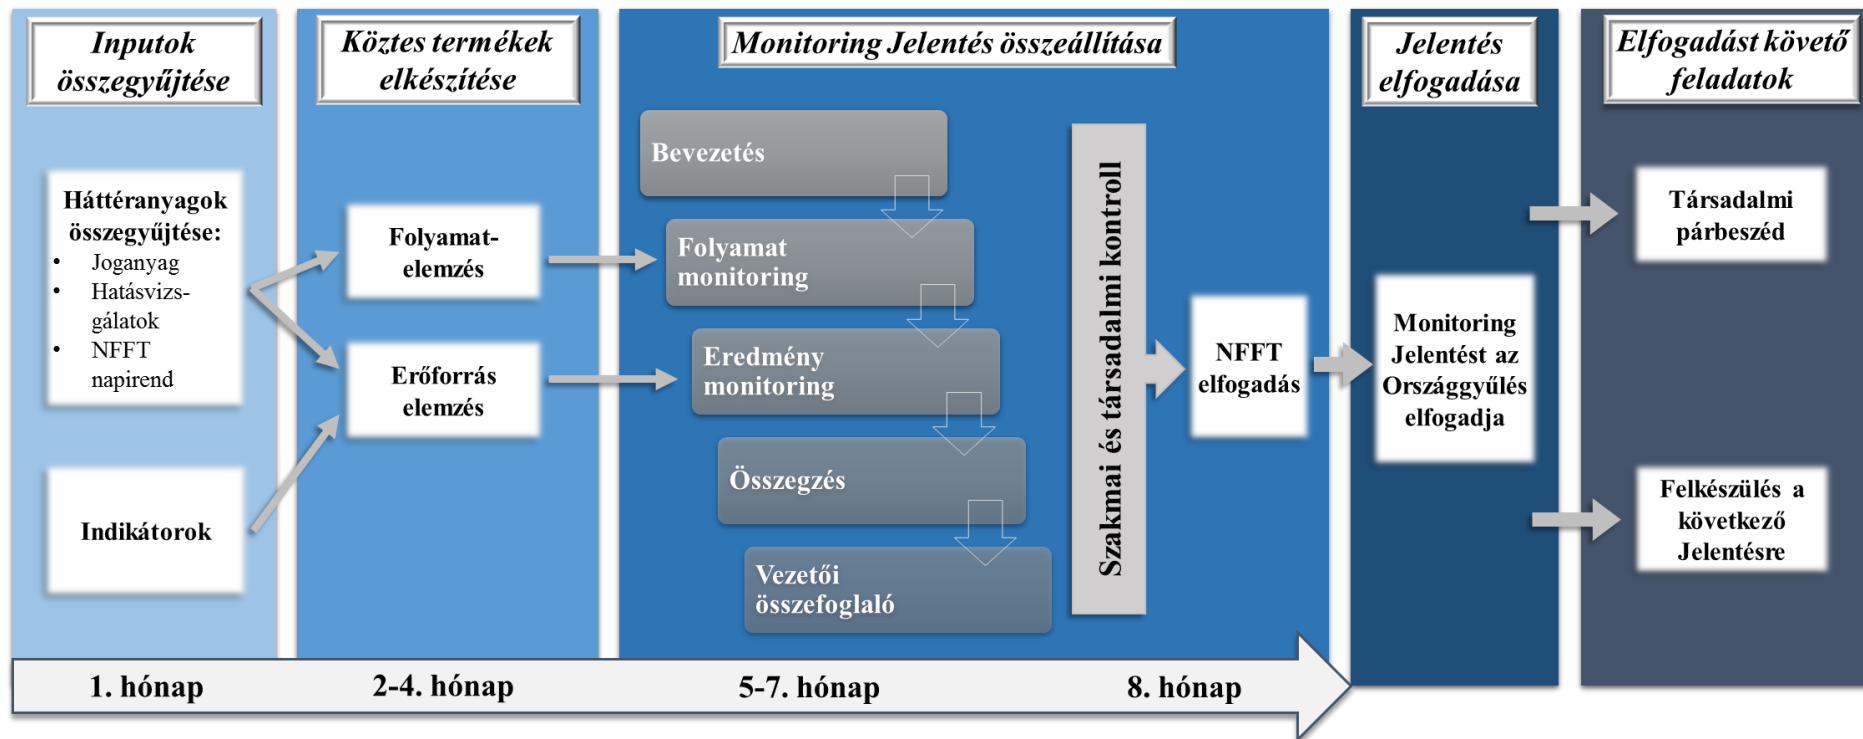 Inputok
összegyűjtése
Háttéranyagok
összegyűjtése:
• Joganyag
• Hatásvizs-
gálatok
• NFFT
napirend
Indikátorok
Köztes termékek
elkészítése
Folyamat-
elemzés
Erőforrás
elemzés
Monitoring Jelentés összeállítása
Bevezetés
Folyamat
monitoring
Eredmény
monitoring
Összegzés
Vezetői
összefoglaló
Szakmai és társadalmi kontroll
NFFT
elfogadás
Jelentés
elfogadása
Monitoring
Jelentést az
Országgyűlés
elfogadja
Elfogadást követő
feladatok
Társadalmi
párbeszéd
Felkészülés a
következő
Jelentésre
1. hónap
2-4. hónap
5-7. hónap
8. hónap